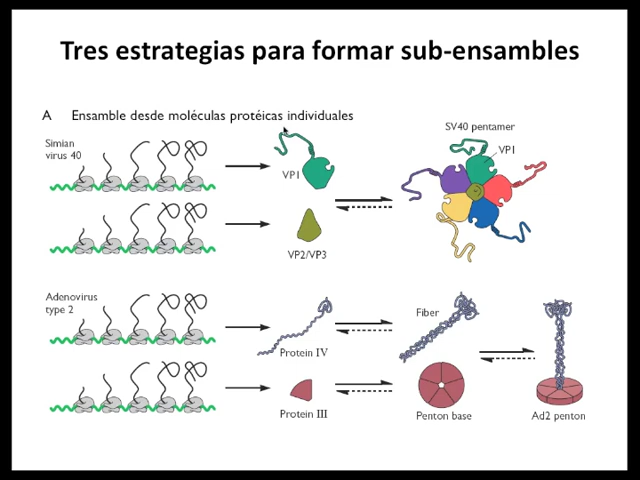 Tres estrategias para formar sub-ensambles
A Ensamble desde moléculas protéicas individuales
Simian
virus 40
VP1
VP2/VP3
SV40 pentamer
VP1
Adenovirus
type 2
Protein IV
Fiber
Protein III
Penton base
Ad2 penton